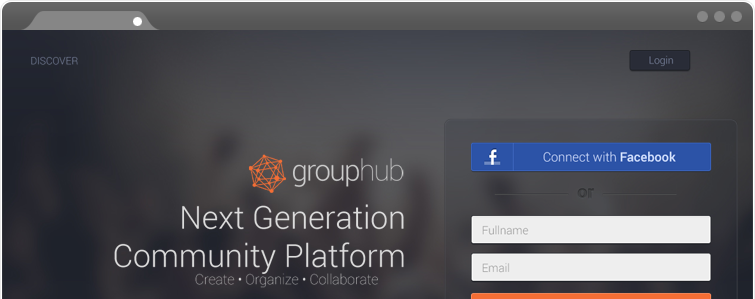 DISCOVER
Login
grouphub
Next Generation
Community Platform
Create • Organize • Collaborate
f
Connect with Facebook
or
Fullname
Email